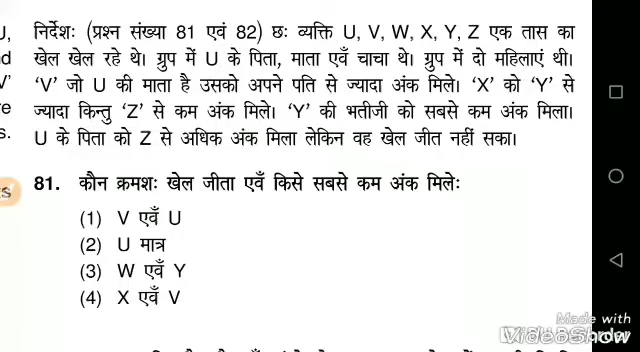 J,
d
V'
re
s.
निर्देशः (प्रश्न संख्या 81 एवं 82) छः व्यक्ति U, V, W, X, Y, Z एक तास का
खेल खेल रहे थे। ग्रुप में U के पिता, माता एवँ चाचा थे। ग्रुप में दो महिलाएं थी।
'V' जो U की माता है उसको अपने पति से ज्यादा अंक मिले। 'X' को 'Y' से
ज्यादा किन्तु 'Z' से कम अंक मिले। 'Y' की भतीजी को सबसे कम अंक मिला।
U के पिता को Z से अधिक अंक मिला लेकिन वह खेल जीत नहीं सका।
81. कौन क्रमशः खेल जीता एवँ किसे सबसे कम अंक मिलेः
(1) V एवँ U
(2) U मात्र
(3) W एवँ Y
(4) X एवँ V
Made with